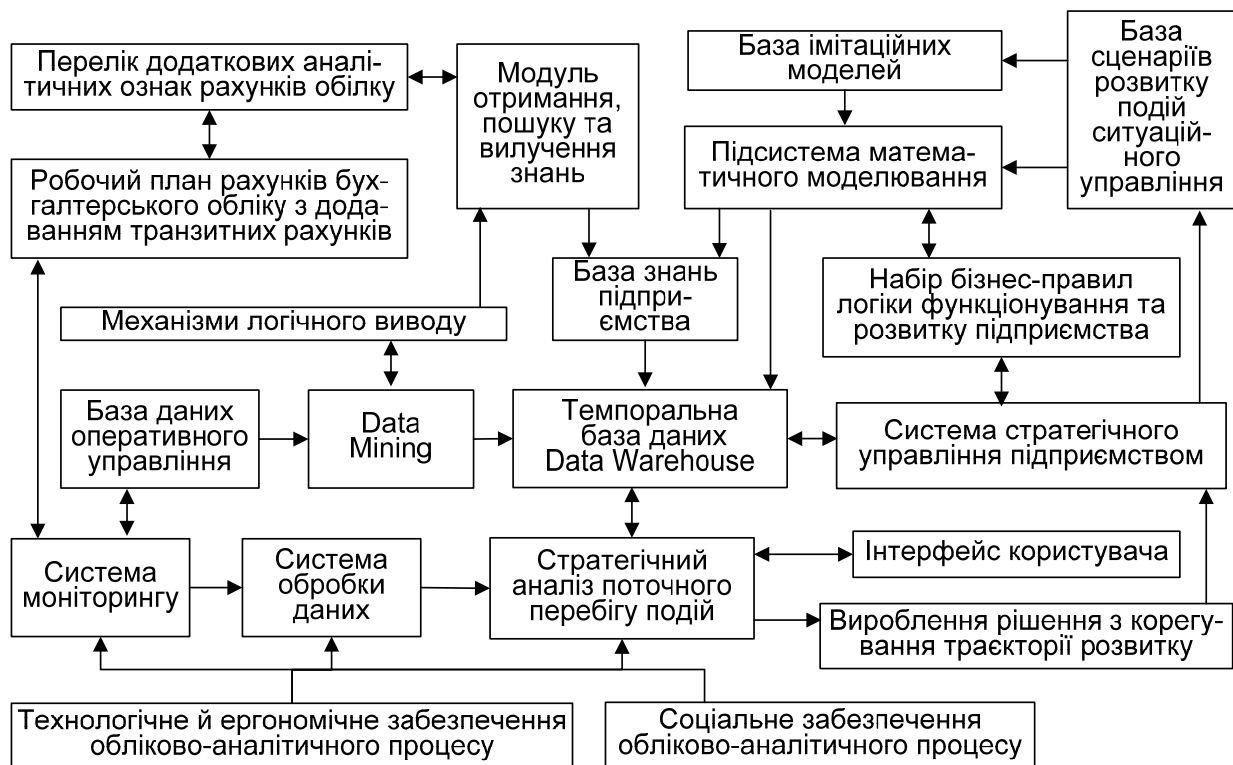 Перелік додаткових аналі-
тичних ознак рахунків обілку
Модуль
отримання,
пошуку та
вилучення
знань
База імітаційних
моделей
База
сценаріїв
розвитку
подій
ситуацій-
ного
управління
Робочий план рахунків бух-
галтерського обліку з дода-
ванням транзитних рахунків
Підсистема матема-
тичного моделювання
Механізми логічного виводу
База знань
підпри-
ємства
Набір бізнес-правил
логіки функціонування та
розвитку підприємства
База даних
оперативного
управління
Data
Mining
Темпоральна
база даних
Data Warehouse
Система стратегічного
управління підприємством
Система
моніторингу
Система
обробки
даних
Стратегічний
аналіз поточного
перебігу подій
Інтерфейс користувача
Вироблення рішення з корегу-
вання траєкторії розвитку
Технологічне й ергономічне забезпечення
обліково-аналітичного процесу
Соціальне забезпечення
обліково-аналітичного процесу